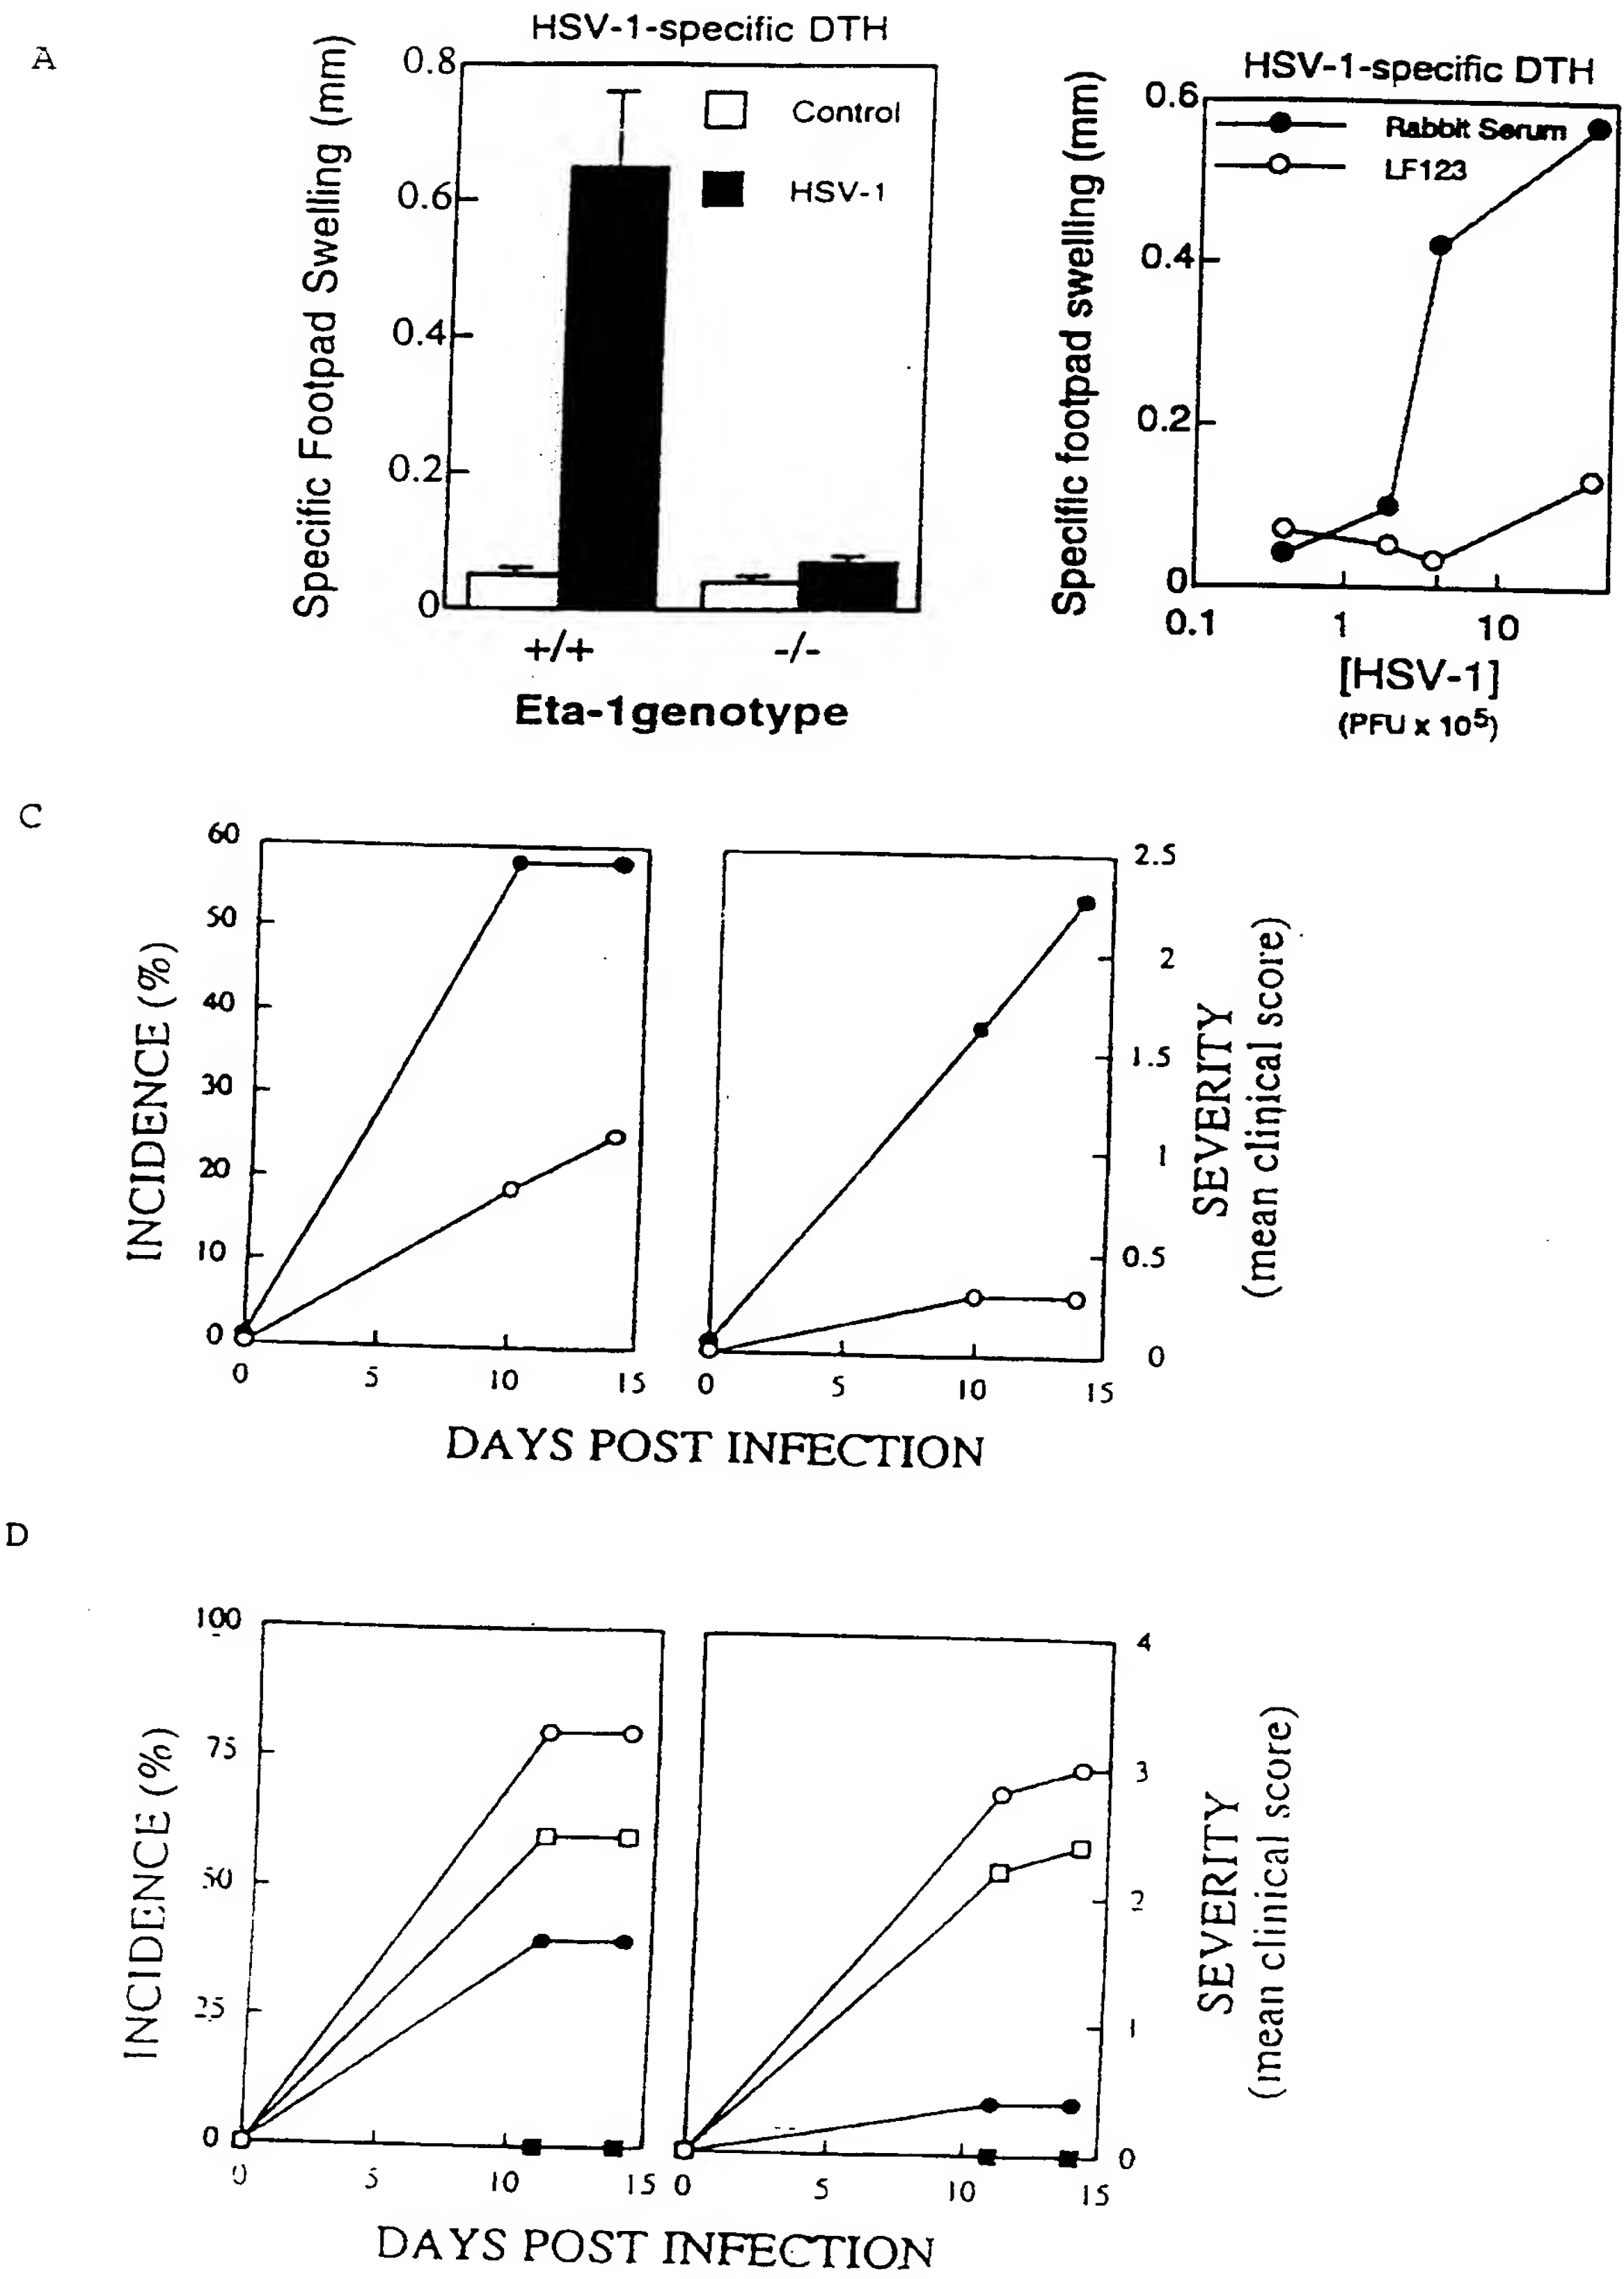 A
HSV-1-specific DTH
Specific Footpad Swelling (mm)
0.8
0.6
0.4
0.2
0
Control
HSV-1
+/+
-/-
Eta-1genotype
HSV-1-specific DTH
Specific footpad swelling (mm)
0.6
0.4
0.2
0
Rabbit Serum
LF123
0.1
1
10
[HSV-1]
(PFU x 10⁵)
C
INCIDENCE (%)
60
50
40
30
20
10
0
0
5
10
15
0
5
10
15
2.5
2
1.5
1
0.5
0
SEVERITY
(mean clinical score)
DAYS POST INFECTION
D
INCIDENCE (%)
100
75
50
25
0
0
5
10
15
0
5
10
15
4
3
2
1
0
SEVERITY
(mean clinical score)
DAYS POST INFECTION